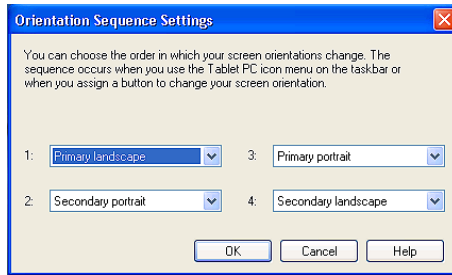 Orientation Sequence Settings
You can choose the order in which your screen orientations change. The
sequence occurs when you use the Tablet PC icon menu on the taskbar or
when you assign a button to change your screen orientation.
1: Primary landscape 3: Primary portrait
2: Secondary portrait 4: Secondary landscape
OK Cancel Help